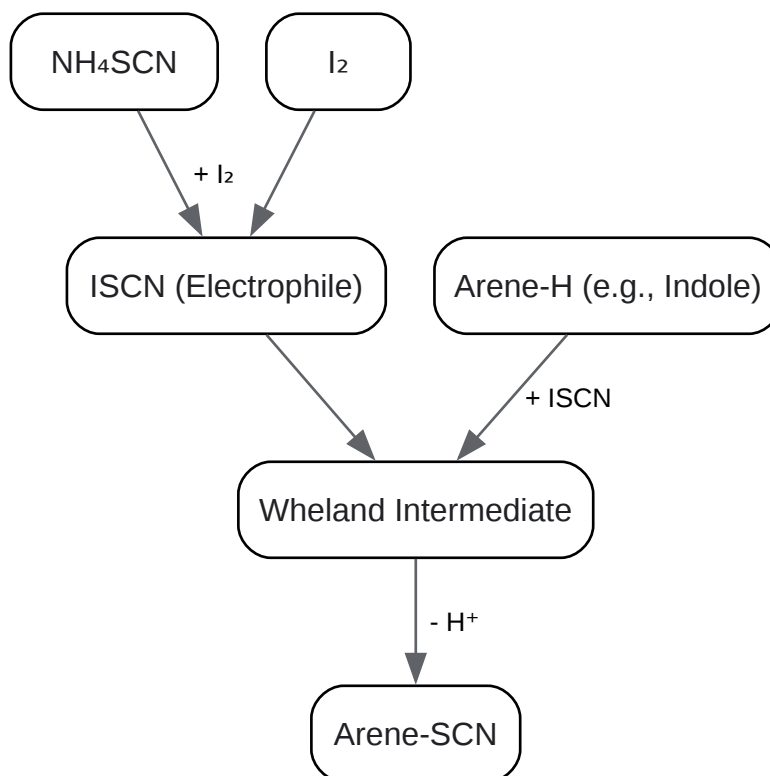 NH₄SCN
I₂
+ I₂
ISCN (Electrophile)
Arene-H (e.g., Indole)
+ ISCN
Wheland Intermediate
- H⁺
Arene-SCN